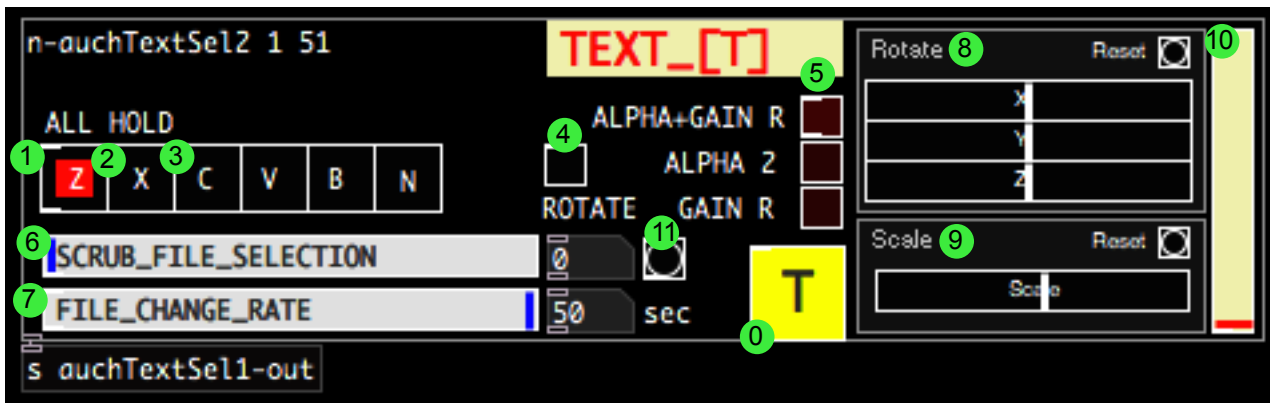 n-auchTextSel2 1 51
TEXT_[T]
Rotate 8
Reset
10
5
X
Y
Z
ALL HOLD
ALPHA+GAIN R
4
1 2 3
Z X C V B N
ALPHA Z
ROTATE
GAIN R
11
6
SCRUB_FILE_SELECTION
0
7
FILE_CHANGE_RATE
50
sec
T
0
Scale 9
Reset
Scale
s auchTextSel1-out